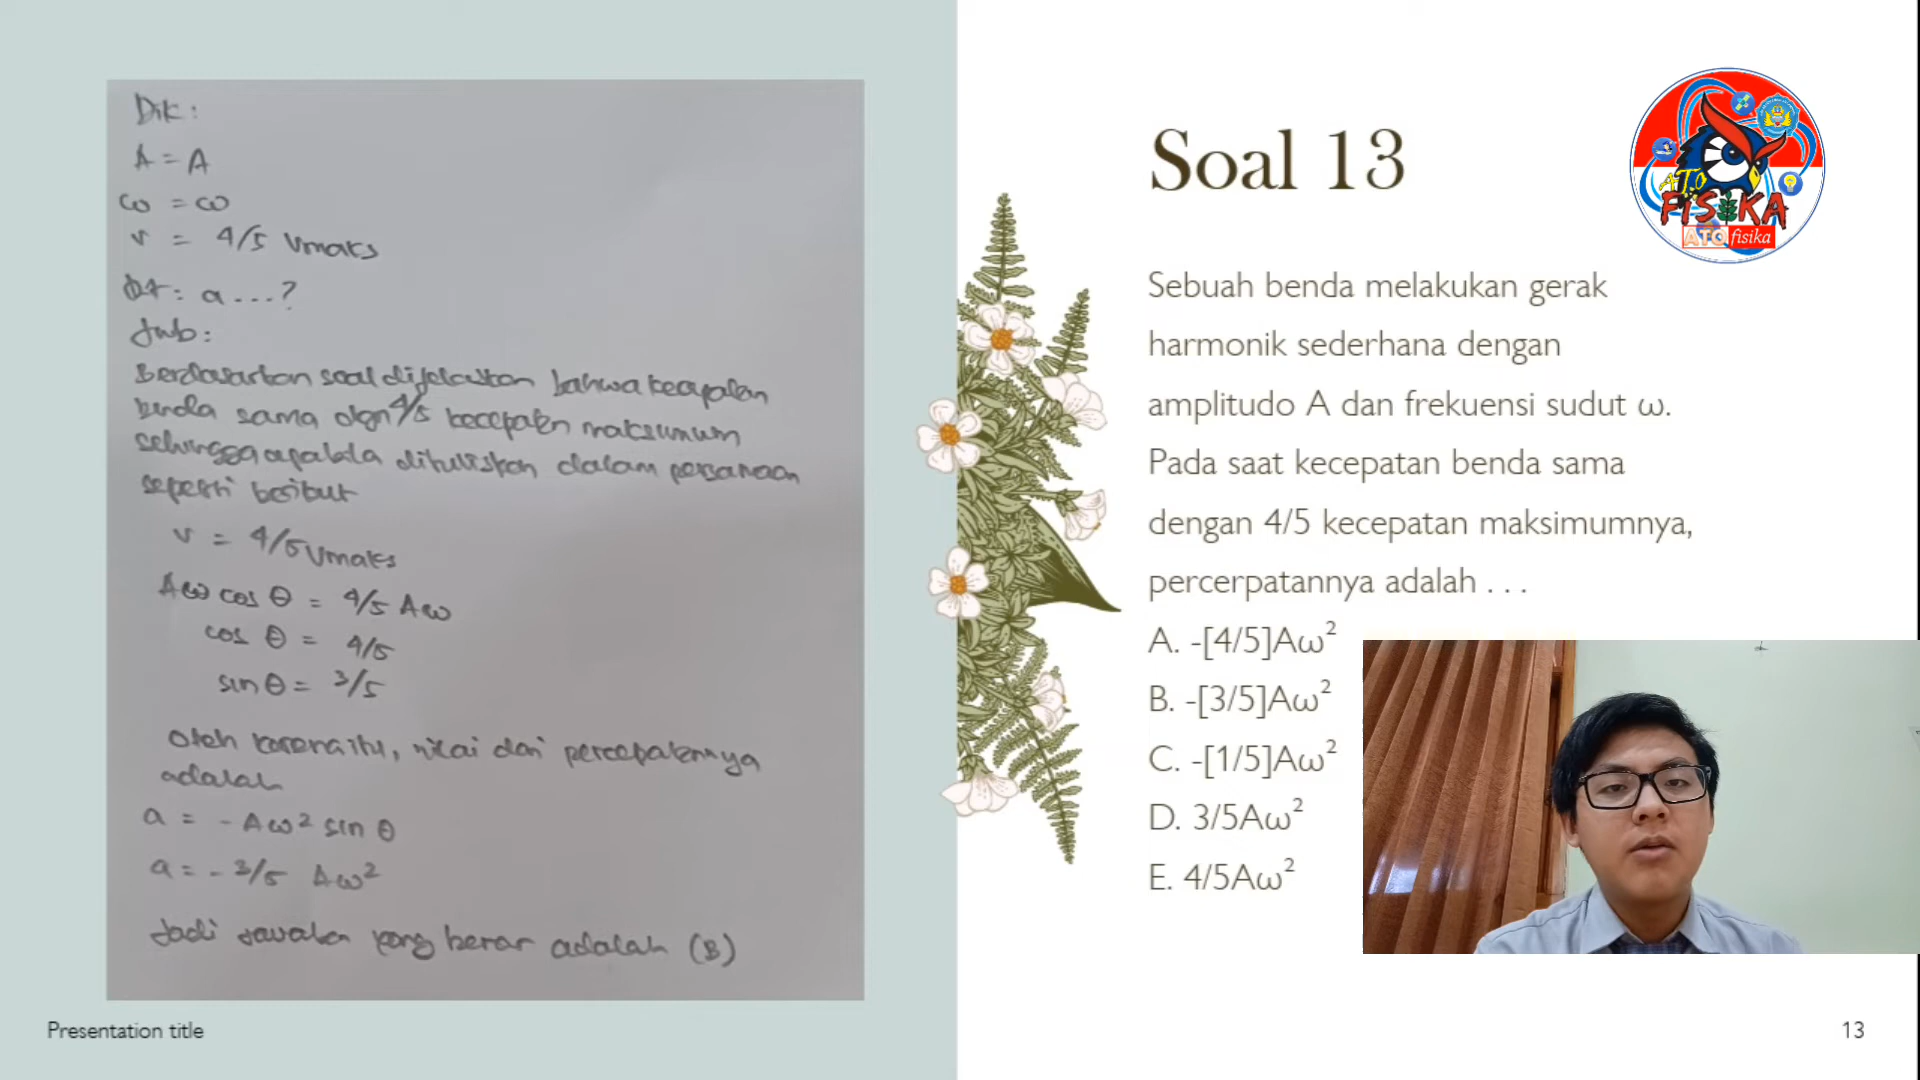 Dik:
A = A
ω = ω
v = 4/5 Vmaks
Dt: a ...?
Jwb:
Berdasarkan soal dijelaskan bahwa kecepatan
benda sama dgn 4/5 kecepatan maksimum
sehingga apabila dituliskan dalam persamaan
seperti berikut
v = 4/5 Vmaks
Aω cos θ = 4/5 Aω
cos θ = 4/5
sin θ = 3/5
Oleh karena itu, nilai dari percepatannya
adalah
a = - Aω² sin θ
a = - 3/5 Aω²
Jadi jawaban yang benar adalah (B)
Presentation title
Soal 13
Sebuah benda melakukan gerak
harmonik sederhana dengan
amplitudo A dan frekuensi sudut ω.
Pada saat kecepatan benda sama
dengan 4/5 kecepatan maksimumnya,
percerpatannya adalah . . .
A. -[4/5]Aω²
B. -[3/5]Aω²
C. -[1/5]Aω²
D. 3/5Aω²
E. 4/5Aω²
A.T.O
FISIKA
ATO fisika
13